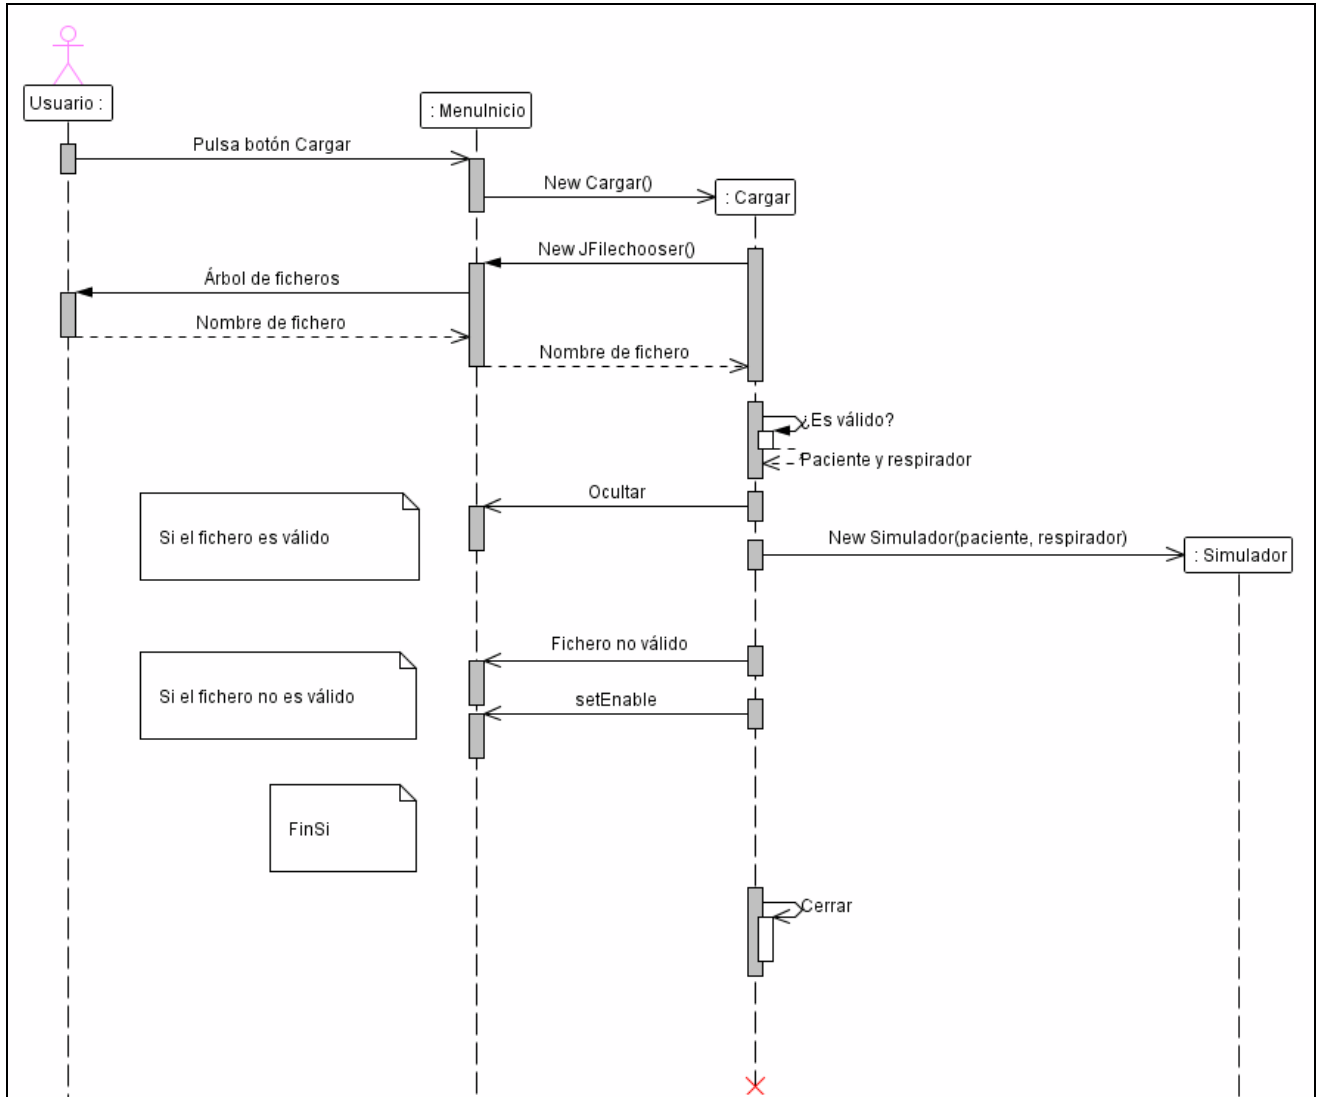 Usuario :
: MenuInicio
Pulsa botón Cargar
New Cargar()
: Cargar
New JFilechooser()
Árbol de ficheros
Nombre de fichero
Nombre de fichero
¿Es válido?
Paciente y respirador
Ocultar
Si el fichero es válido
New Simulador(paciente, respirador)
: Simulador
Fichero no válido
Si el fichero no es válido
setEnable
FinSi
Cerrar